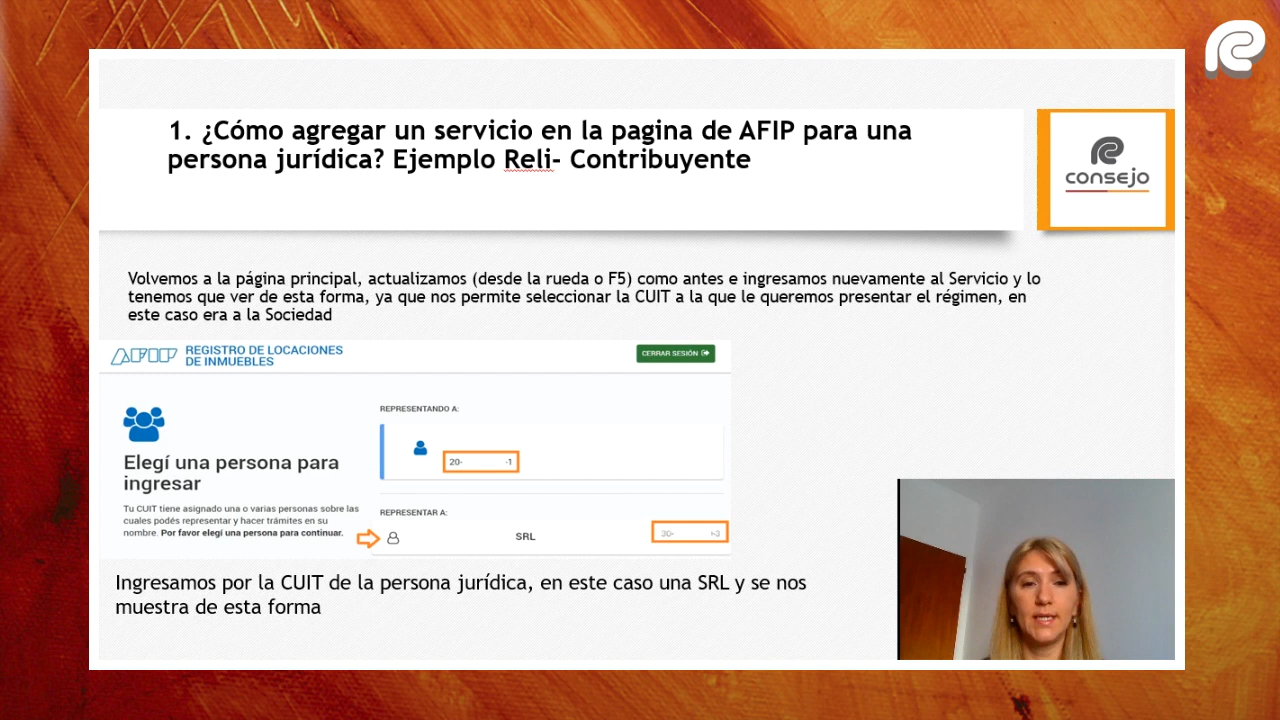 1. ¿Cómo agregar un servicio en la pagina de AFIP para una
persona jurídica? Ejemplo Reli- Contribuyente
consejo
Volvemos a la página principal, actualizamos (desde la rueda o F5) como antes e ingresamos nuevamente al Servicio y lo
tenemos que ver de esta forma, ya que nos permite seleccionar la CUIT a la que le queremos presentar el régimen, en
este caso era a la Sociedad
AFIP REGISTRO DE LOCACIONES
DE INMUEBLES
CERRAR SESIÓN
Elegí una persona para
ingresar
Tu CUIT tiene asignado una o varias personas sobre las
cuales podés representar y hacer trámites en su
nombre. Por favor elegí una persona para continuar.
REPRESENTANDO A:
20- -1
REPRESENTAR A:
SRL 30- -3
Ingresamos por la CUIT de la persona jurídica, en este caso una SRL y se nos
muestra de esta forma